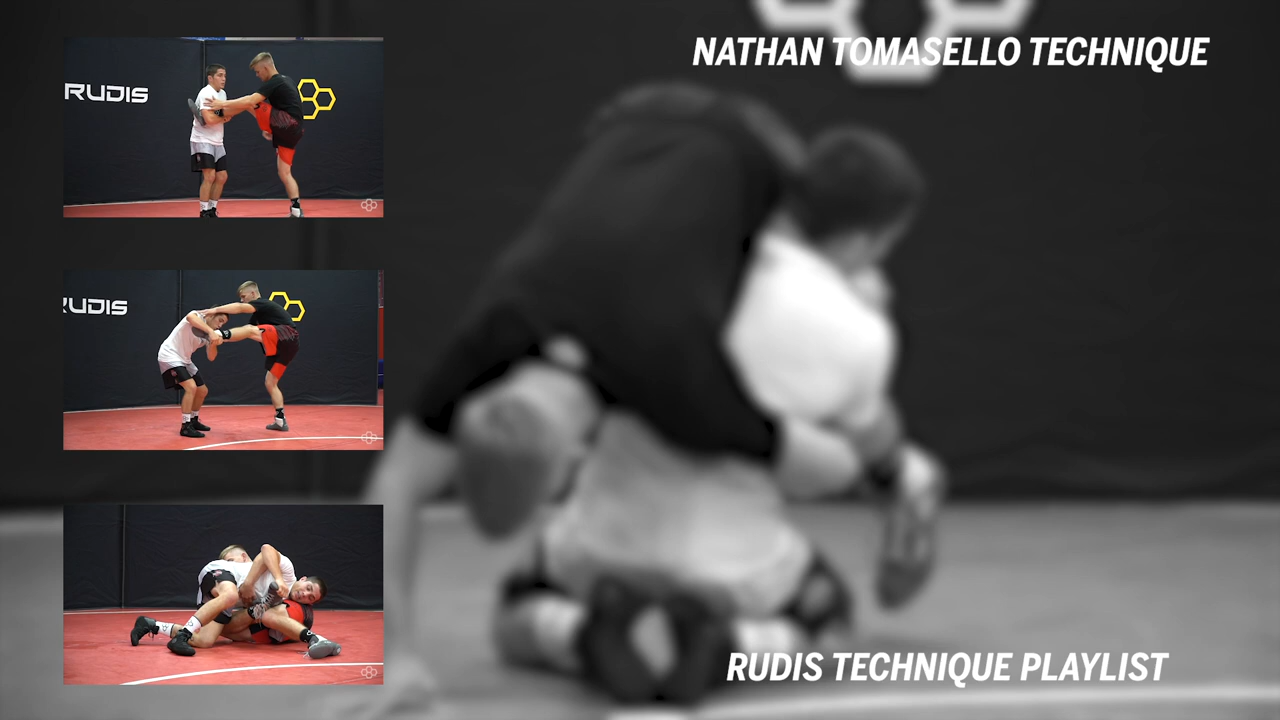 NATHAN TOMASELLO TECHNIQUE
RUDIS
RUDIS
RUDIS TECHNIQUE PLAYLIST